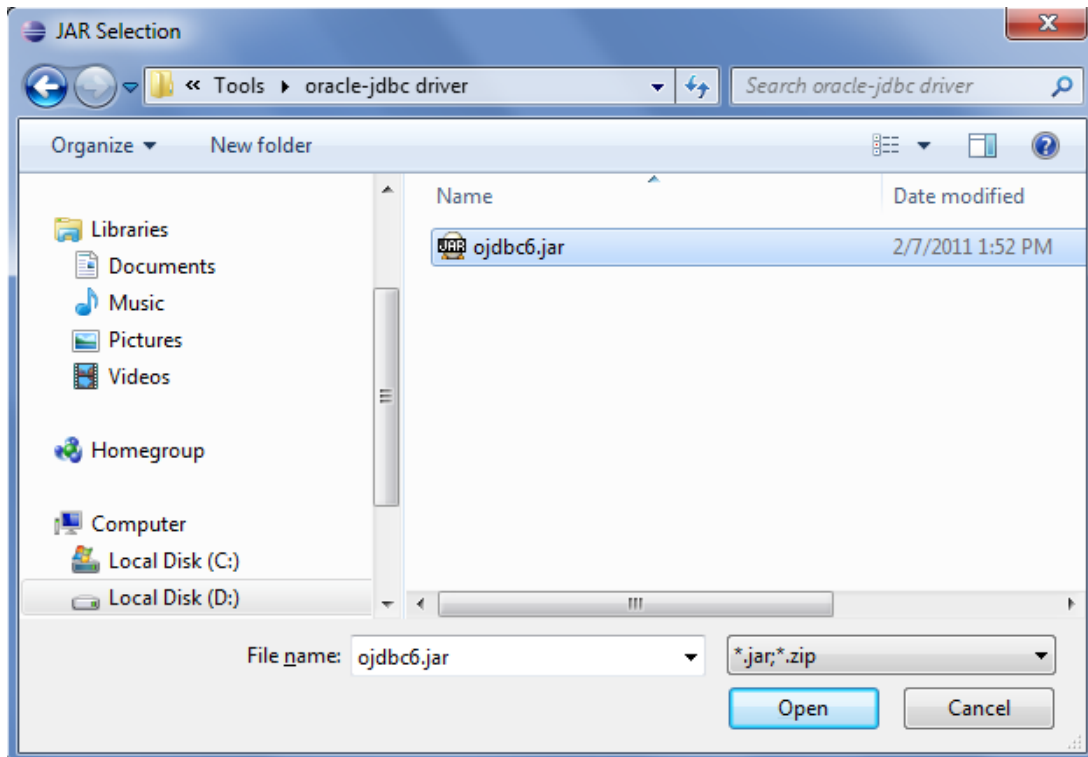 JAR Selection
« Tools ▸ oracle-jdbc driver
Search oracle-jdbc driver
Organize
New folder
Name
Date modified
Libraries
JAR ojdbc6.jar
2/7/2011 1:52 PM
Documents
Music
Pictures
Videos
Homegroup
Computer
Local Disk (C:)
Local Disk (D:)
File name: ojdbc6.jar
*.jar;*.zip
Open
Cancel